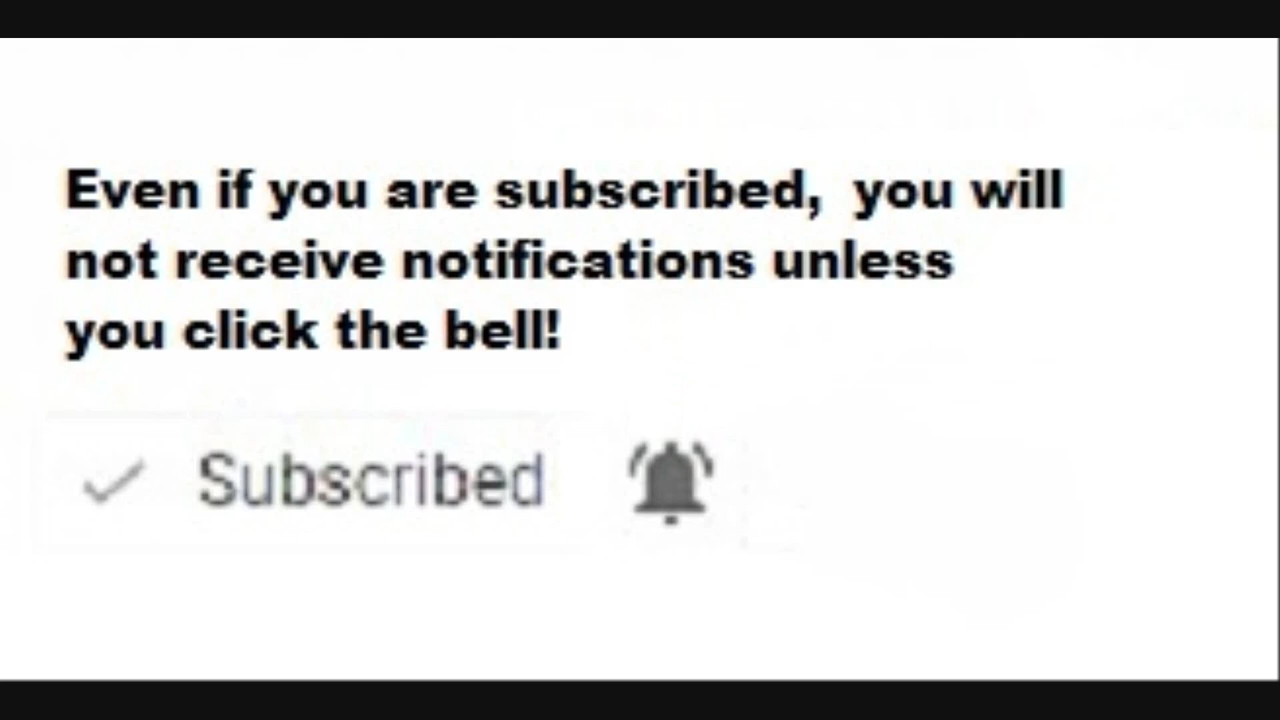 Even if you are subscribed,  you will
not receive notifications unless
you click the bell!
Subscribed